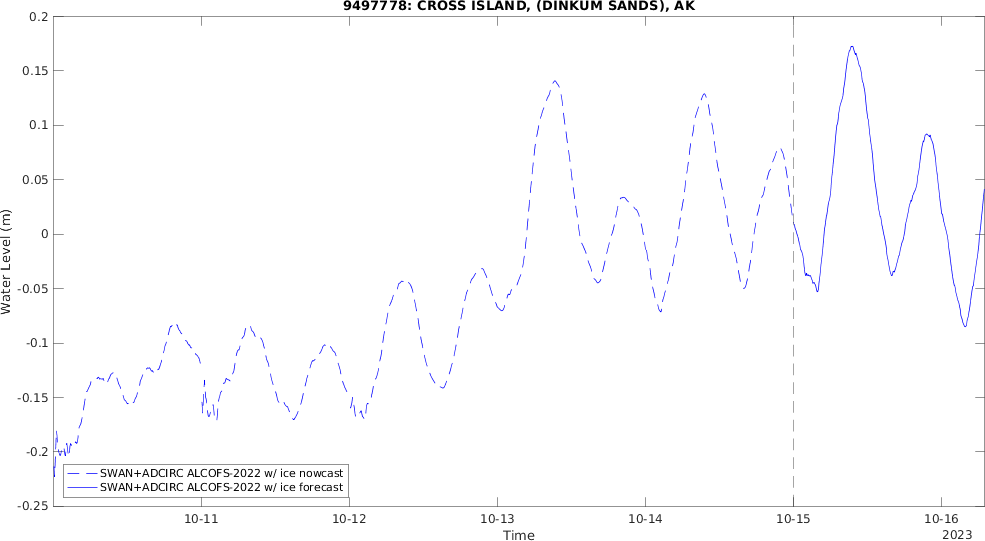 9497778: CROSS ISLAND, (DINKUM SANDS), AK
Water Level (m)
0.2
0.15
0.1
0.05
0
-0.05
-0.1
-0.15
-0.2
-0.25
SWAN+ADCIRC ALCOFS-2022 w/ ice nowcast
SWAN+ADCIRC ALCOFS-2022 w/ ice forecast
10-11 10-12 10-13 10-14 10-15 10-16
Time
2023